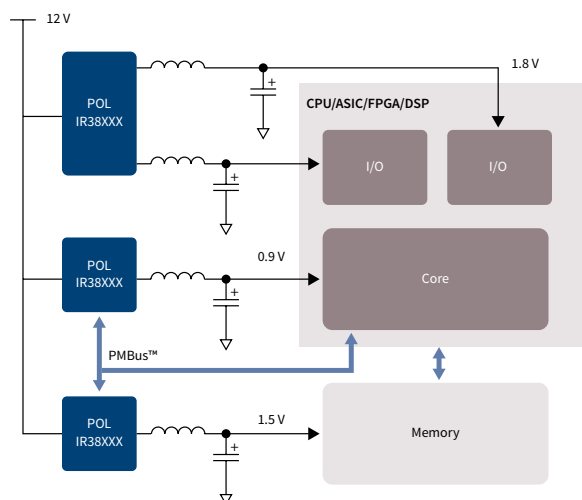 12 V
1.8 V
POL
IR38XXX
+
CPU/ASIC/FPGA/DSP
I/O
I/O
+
POL
IR38XXX
0.9 V
Core
+
PMBus™
POL
IR38XXX
1.5 V
Memory
+